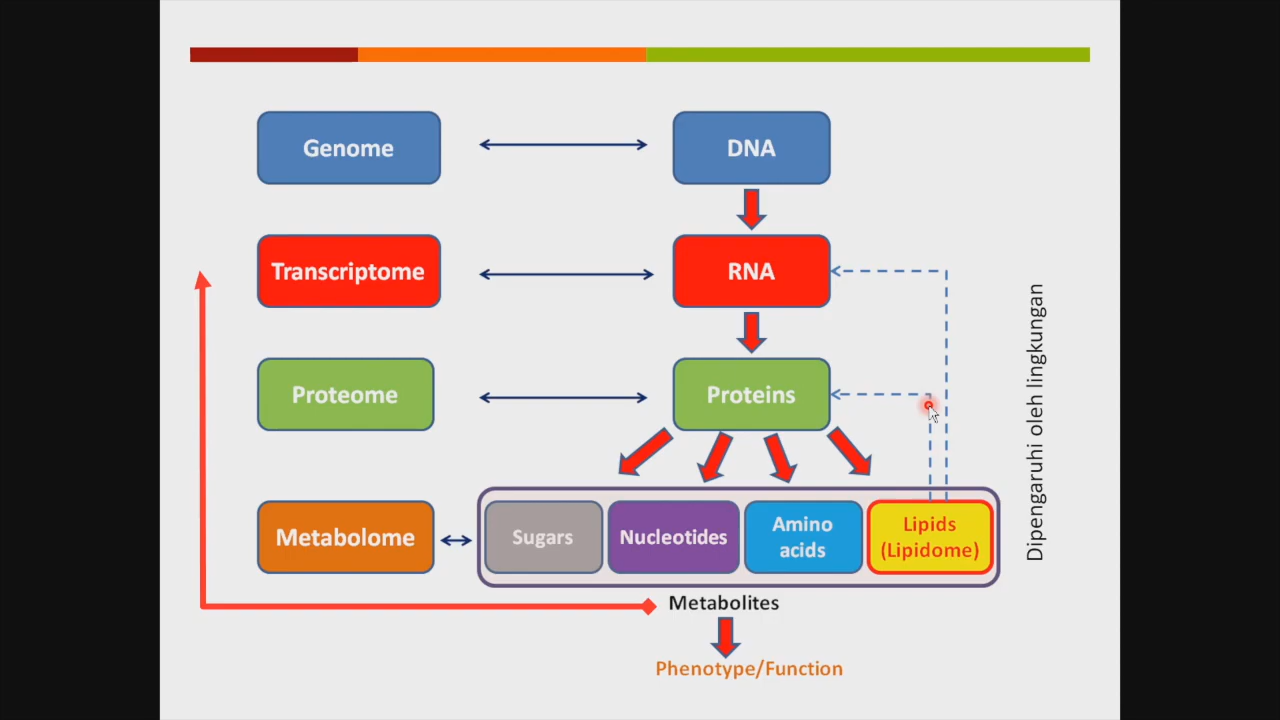 Genome
DNA
Transcriptome
RNA
Proteome
Proteins
Metabolome
Sugars
Nucleotides
Amino
acids
Lipids
(Lipidome)
Metabolites
Phenotype/Function
Dipengaruhi oleh lingkungan